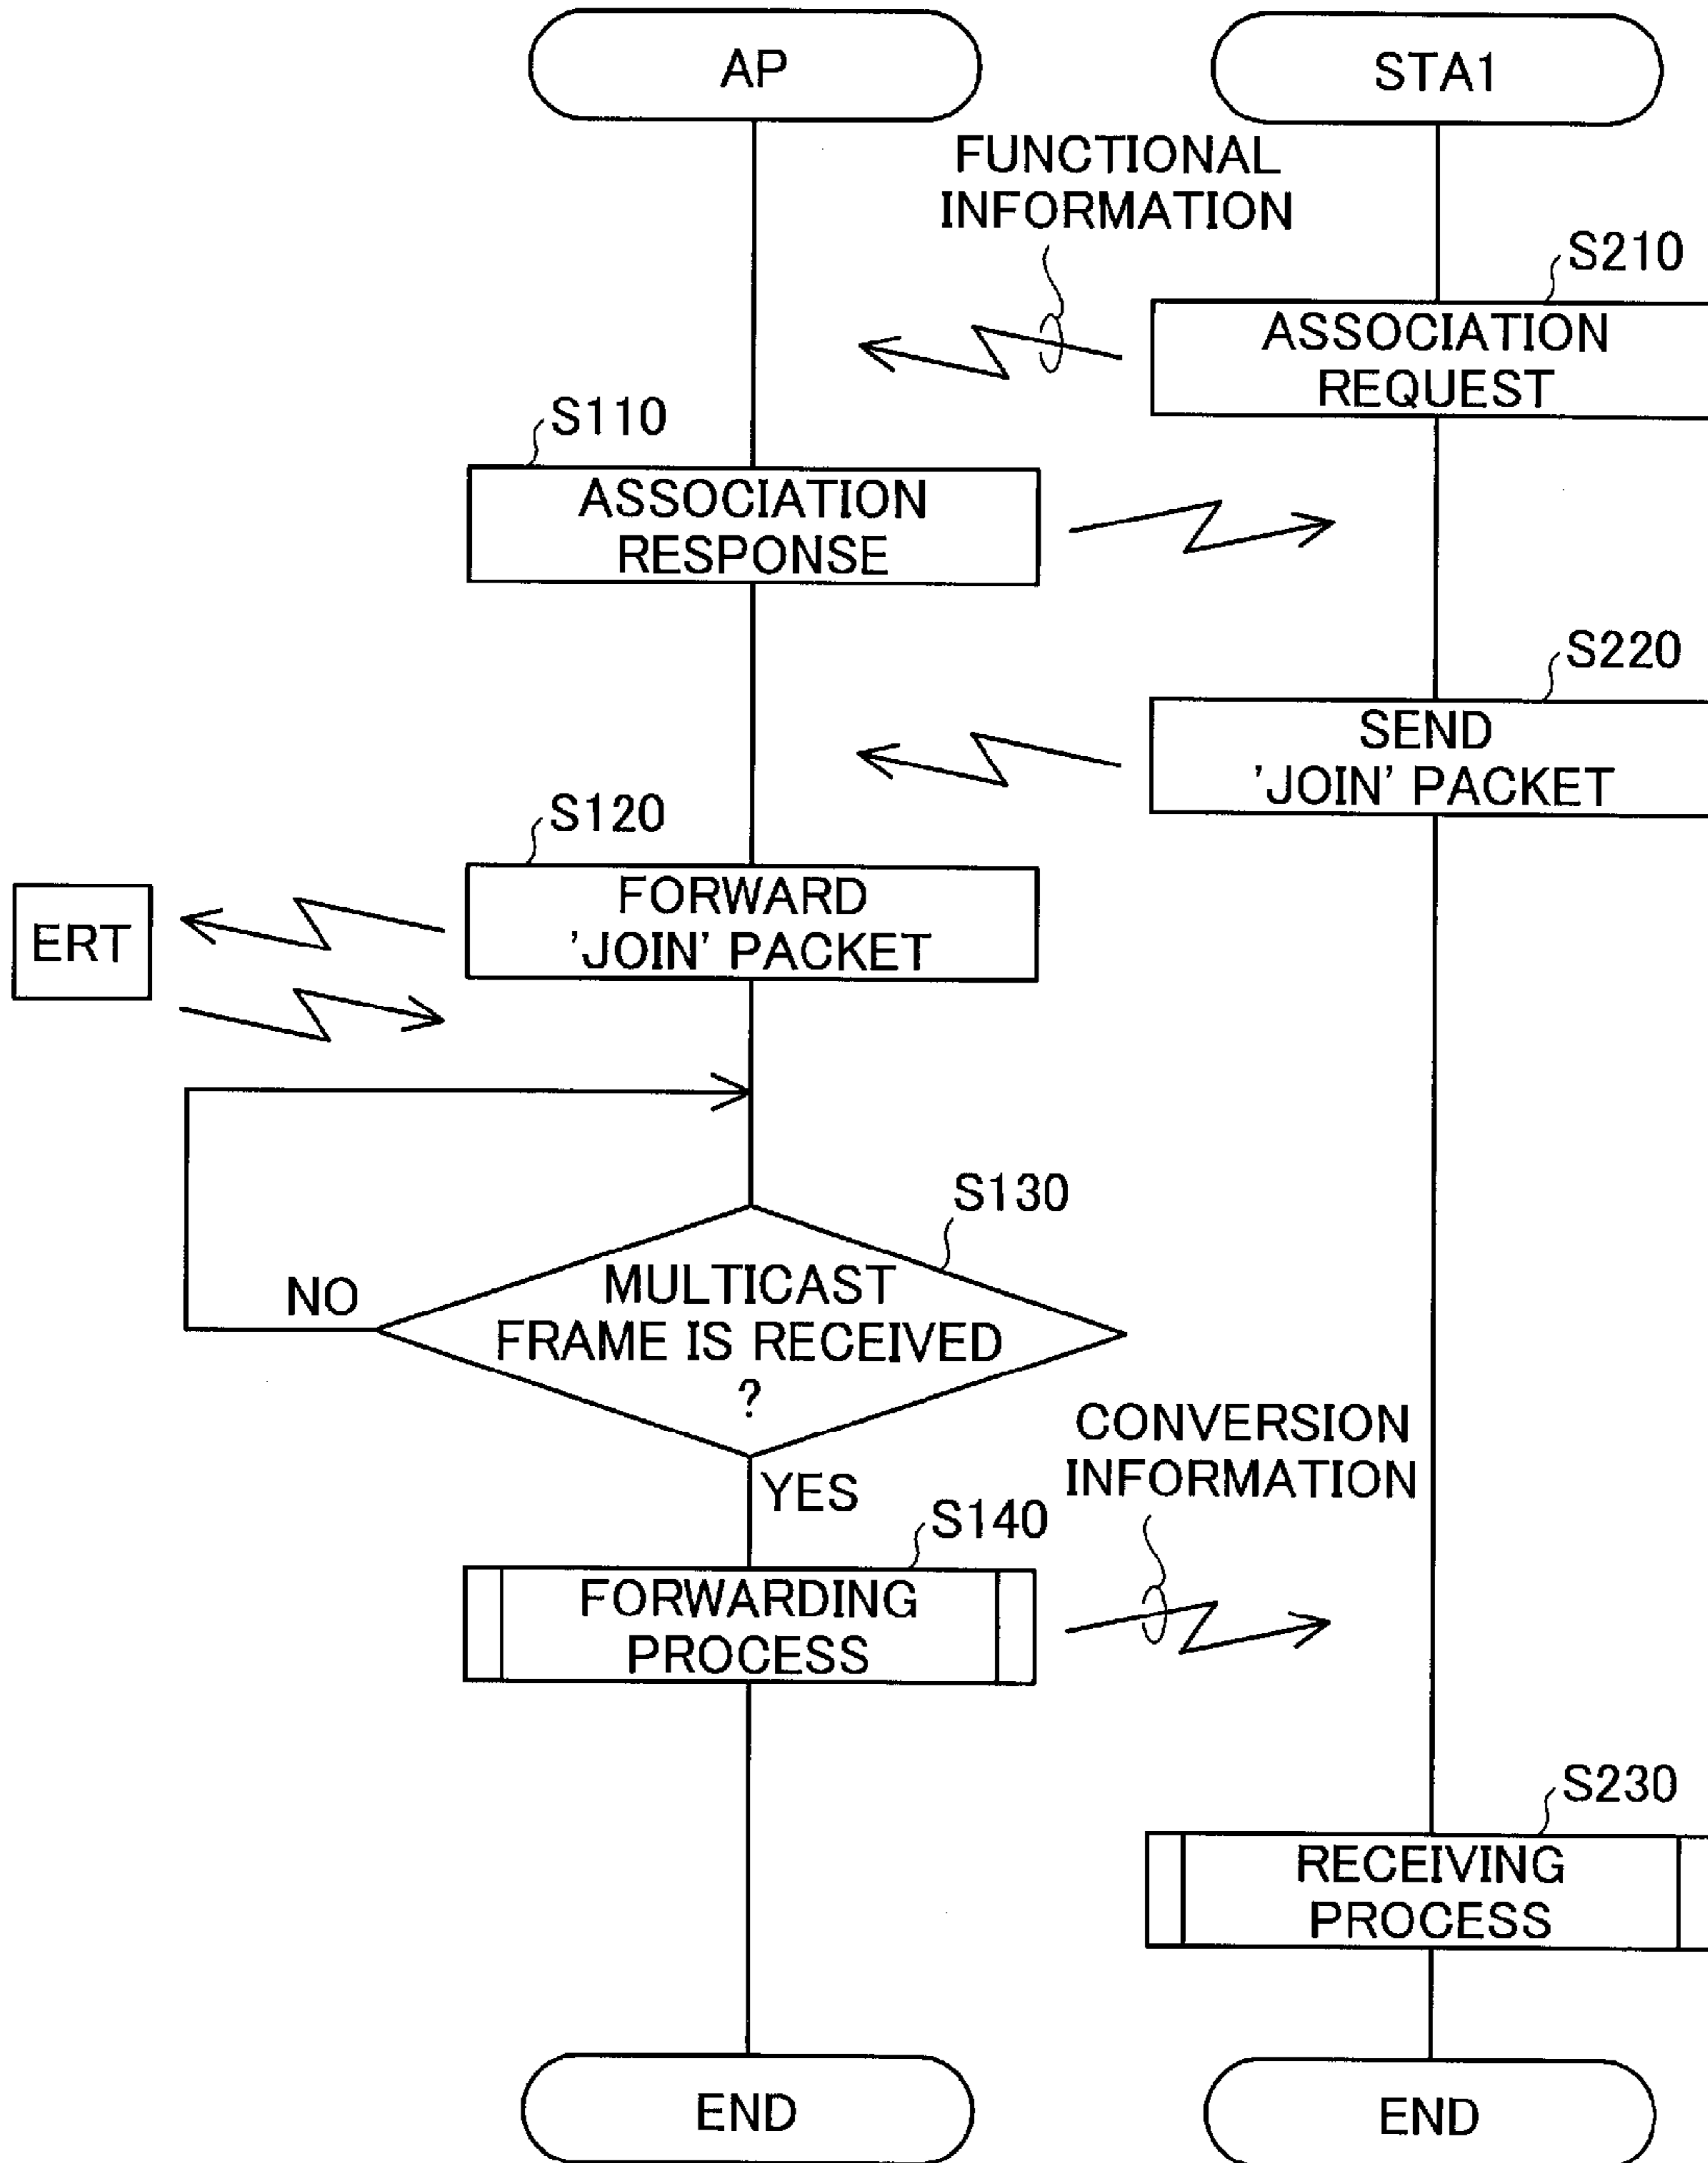 AP
STA1
FUNCTIONAL
INFORMATION
S210
ASSOCIATION
REQUEST
S110
ASSOCIATION
RESPONSE
S220
SEND
'JOIN' PACKET
S120
FORWARD
'JOIN' PACKET
ERT
S130
MULTICAST
FRAME IS RECEIVED
?
NO
YES
CONVERSION
INFORMATION
S140
FORWARDING
PROCESS
S230
RECEIVING
PROCESS
END
END